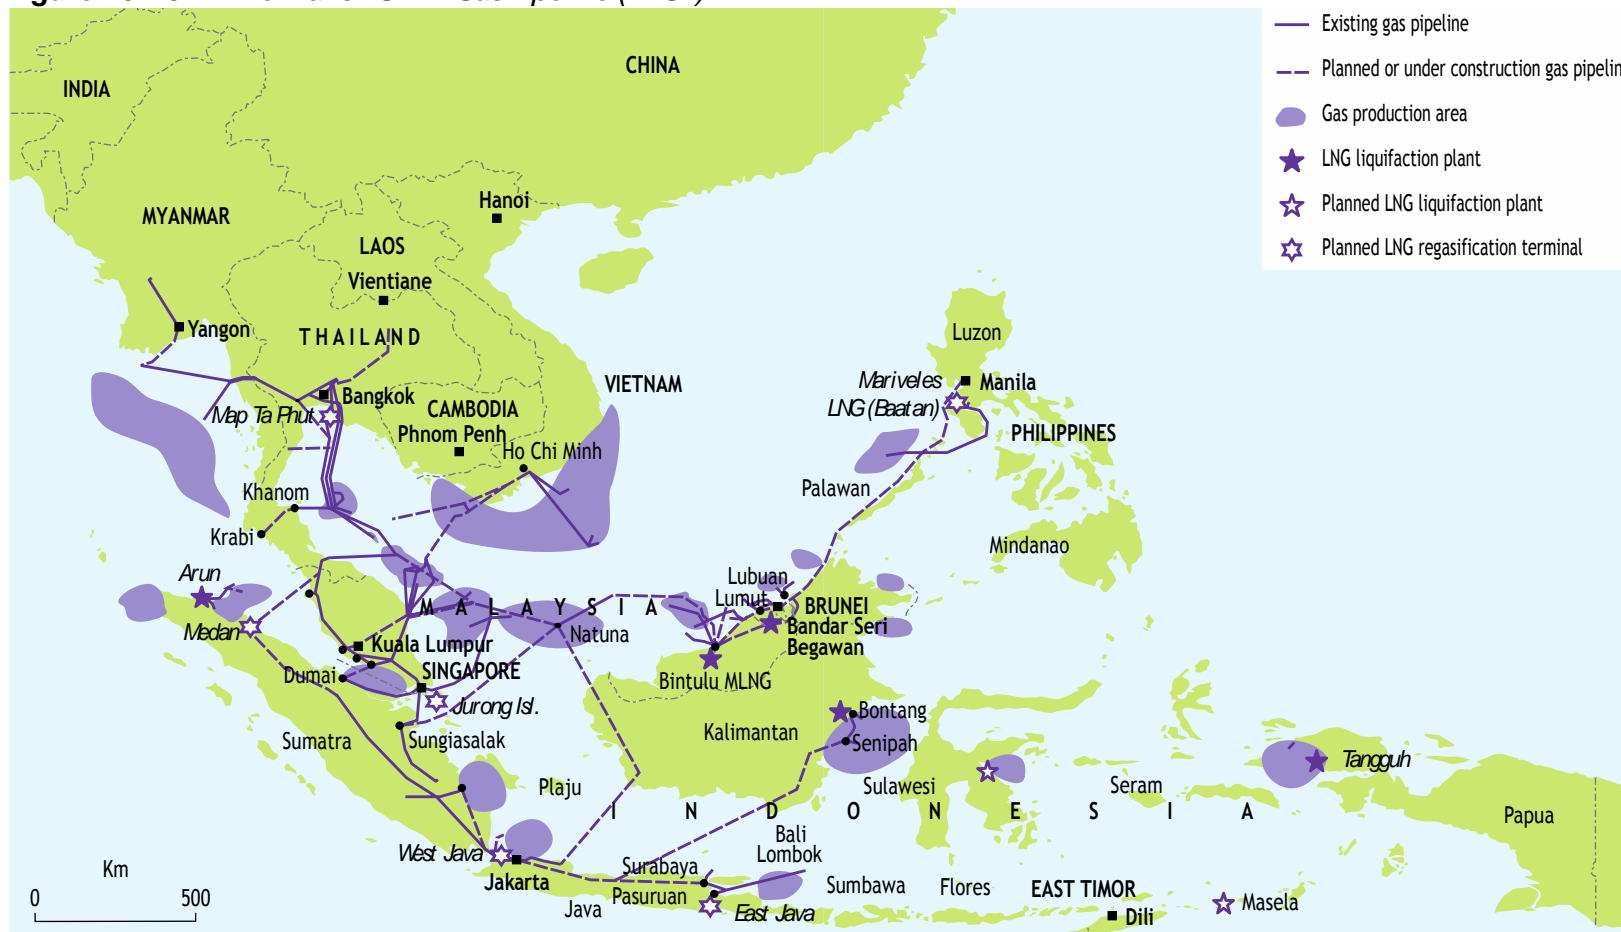 Existing gas pipeline
Planned or under construction gas pipelin
Gas production area
LNG liquifaction plant
Planned LNG liquifaction plant
Planned LNG regasification terminal
CHINA
INDIA
Hanoi
MYANMAR
LAOS
Vientiane
Yangon
THAILAND
Luzon
VIETNAM
Mariveles
Manila
Bangkok
LNG (Baatan)
Map Ta Phut
CAMBODIA
Phnom Penh
PHILIPPINES
Ho Chi Minh
Khanom
Palawan
Krabi
Mindanao
Arun
Lubuan
Lumut
MALAYSIA
BRUNEI
Medan
Natuna
Bandar Seri
Begawan
Kuala Lumpur
SINGAPORE
Dumai
Bintulu MLNG
Jurong Isl.
Bontang
Kalimantan
Sumatra
Sungiasalak
Senipah
Tangguh
Plaju
Sulawesi
Seram
INDONESIA
Papua
Bali
West Java
Lombok
Km
Surabaya
Jakarta
0 500
Pasuruan
Sumbawa
Flores
EAST TIMOR
Java
East Java
Dili
Masela